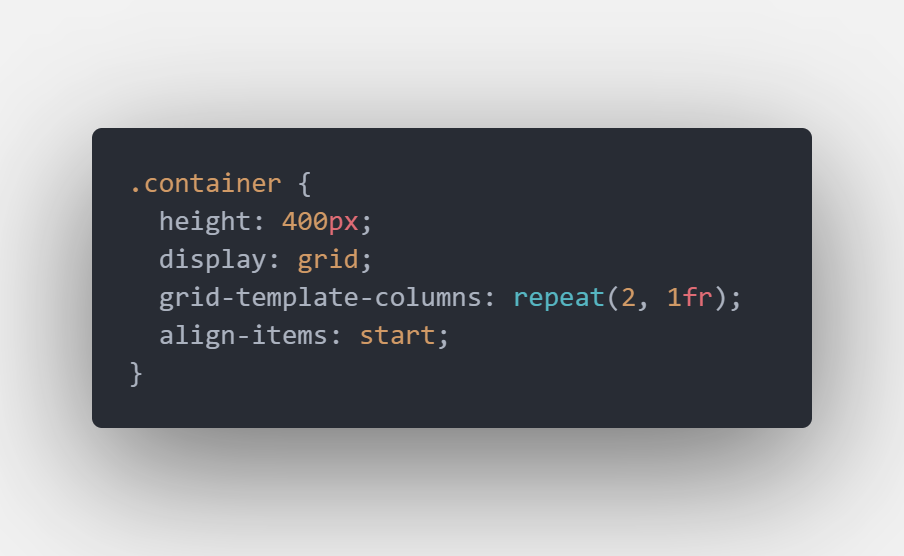 .container {
  height: 400px;
  display: grid;
  grid-template-columns: repeat(2, 1fr);
  align-items: start;
}